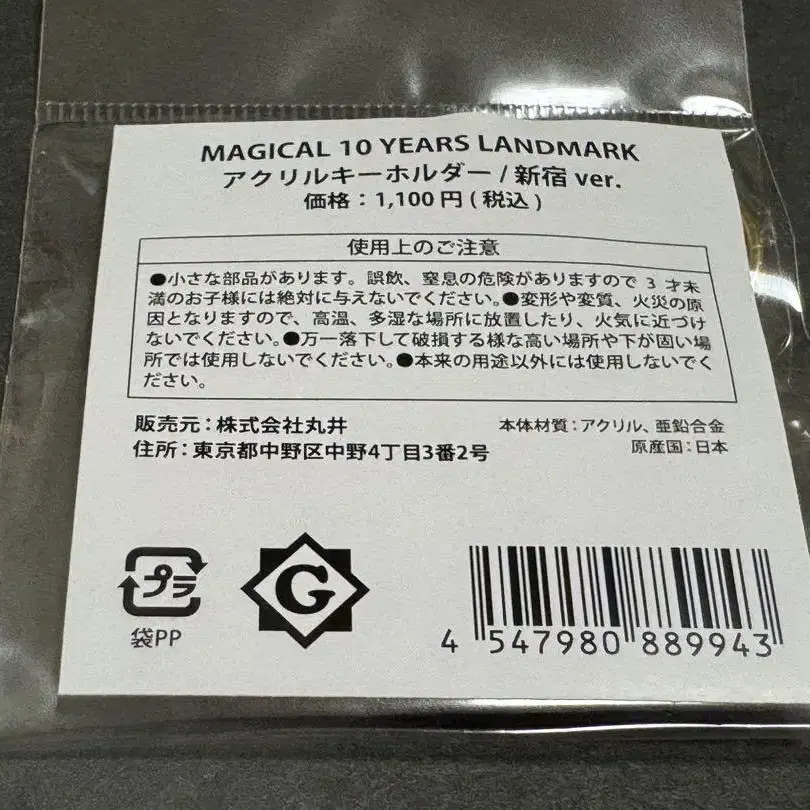 MAGICAL 10 YEARS LANDMARK
アクリルキーホルダー / 新宿 ver.
価格：1,100円 ( 税込 )
使用上のご注意
●小さな部品があります。誤飲、窒息の危険がありますので 3 才未
満のお子様には絶対に与えないでください。●変形や変質、火災の原
因となりますので、高温、多湿な場所に放置したり、火気に近づけ
ないでください。●万一落下して破損する様な高い場所や下が固い場
所では使用しないでください。●本来の用途以外には使用しないでく
ださい。
販売元：株式会社丸井
住所：東京都中野区中野4丁目3番2号
本体材質：アクリル、亜鉛合金
原産国：日本
プラ
袋PP
G
4 547980 889943